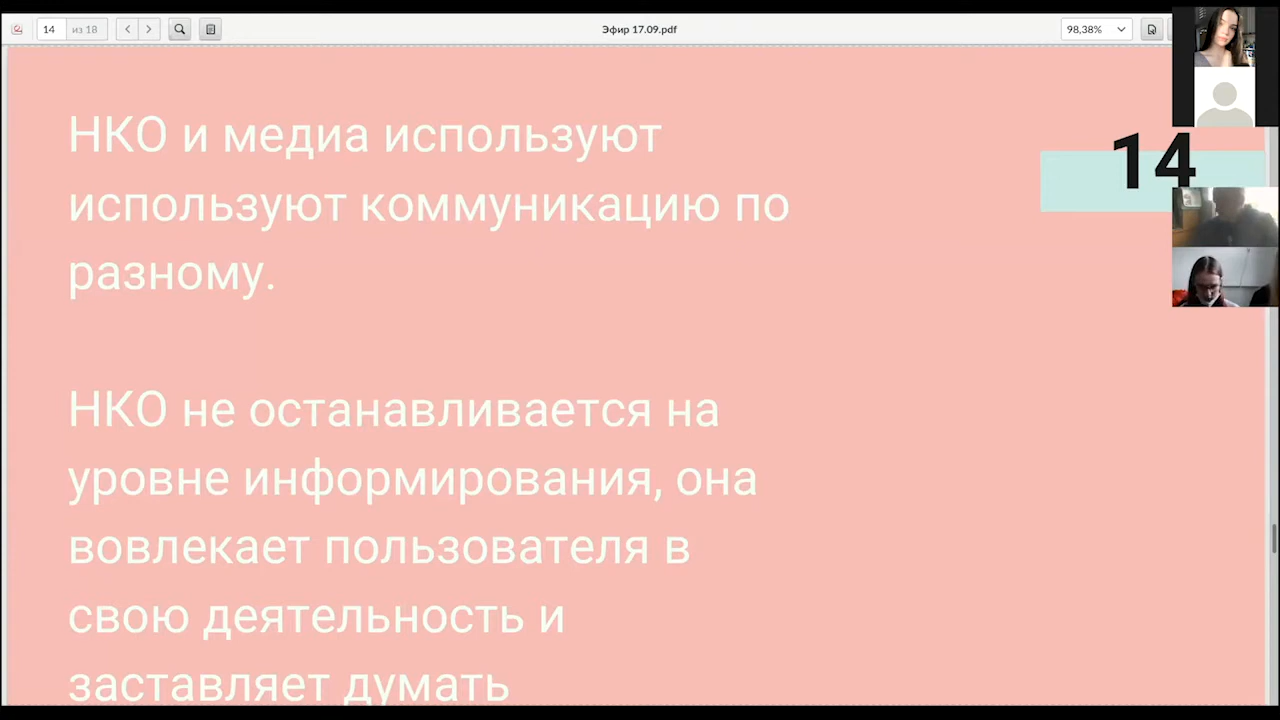 14
из 18
Эфир 17.09.pdf
98,38%
НКО и медиа используют
используют коммуникацию по
разному.
14
НКО не останавливается на
уровне информирования, она
вовлекает пользователя в
свою деятельность и
заставляет думать